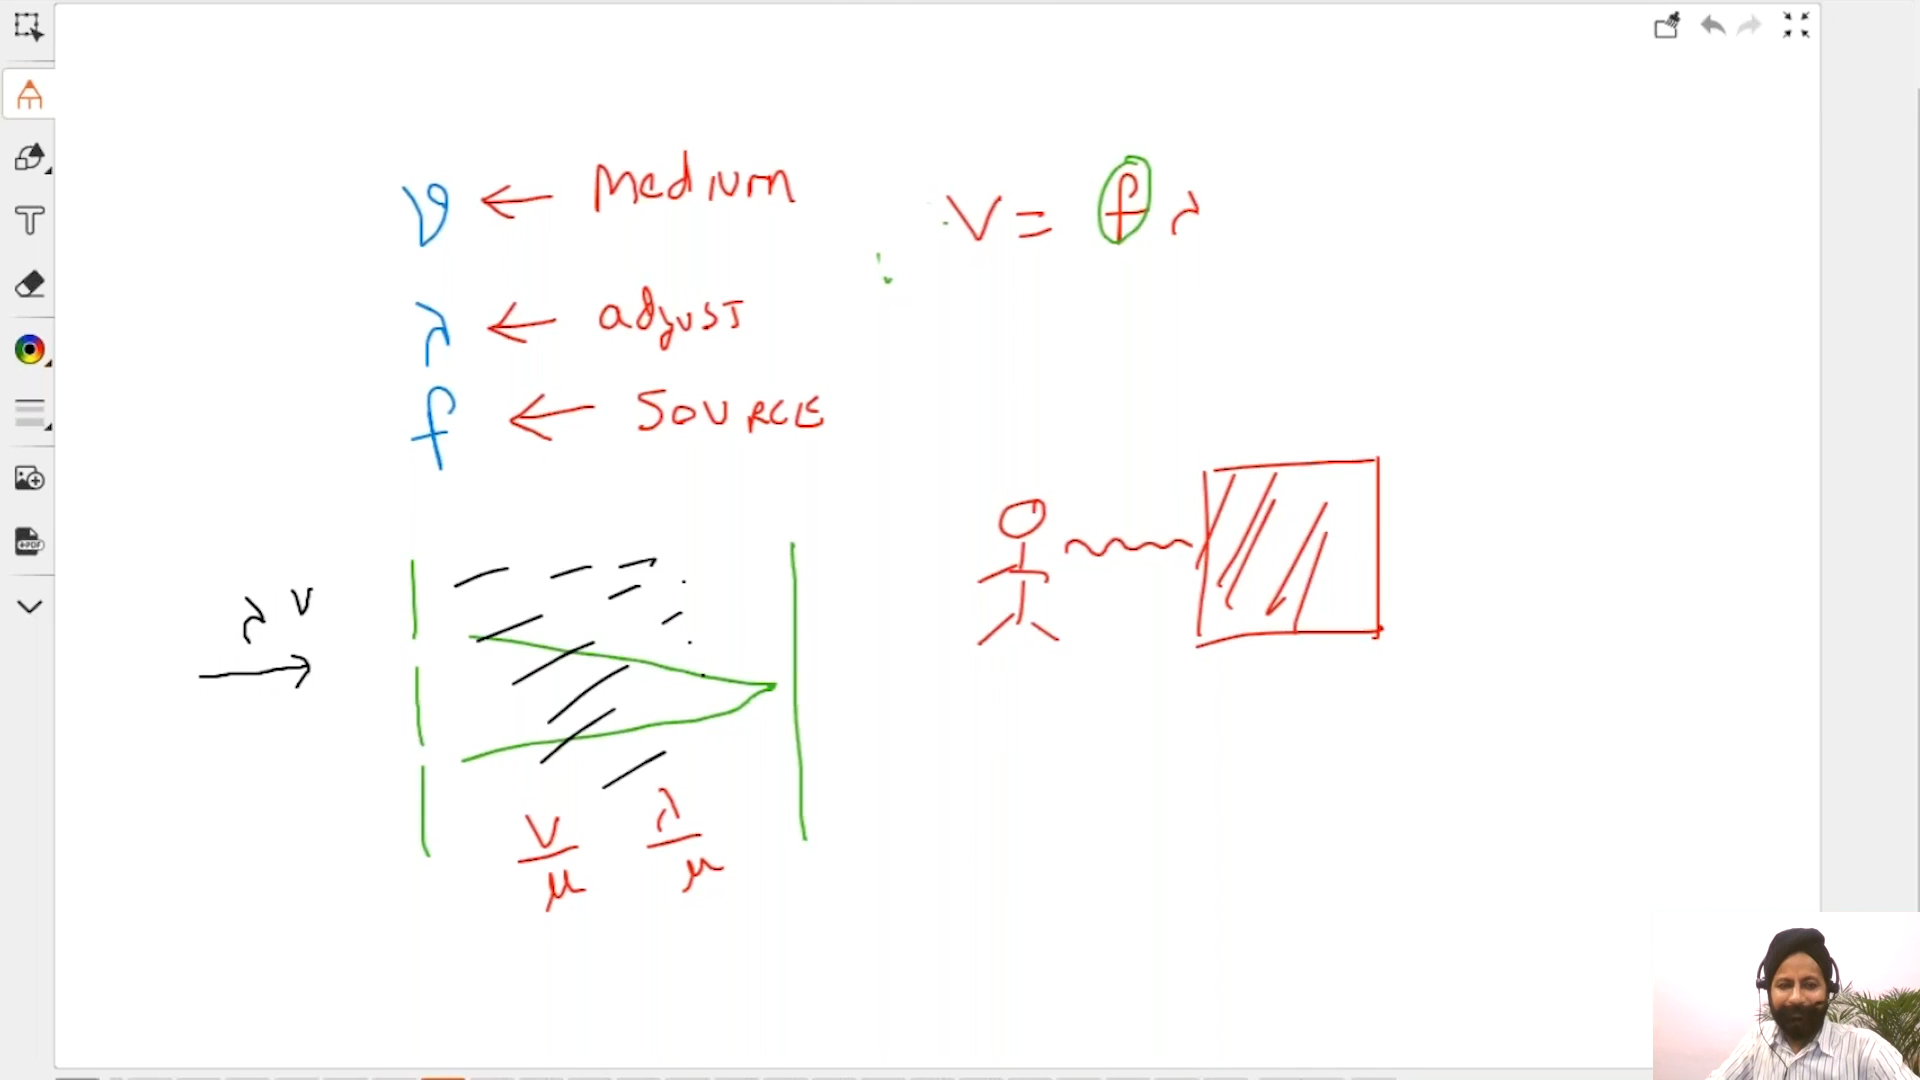 v ← Medium
V = f λ
λ ← adjust
f ← SOURCE
λ V
V/μ λ/μ